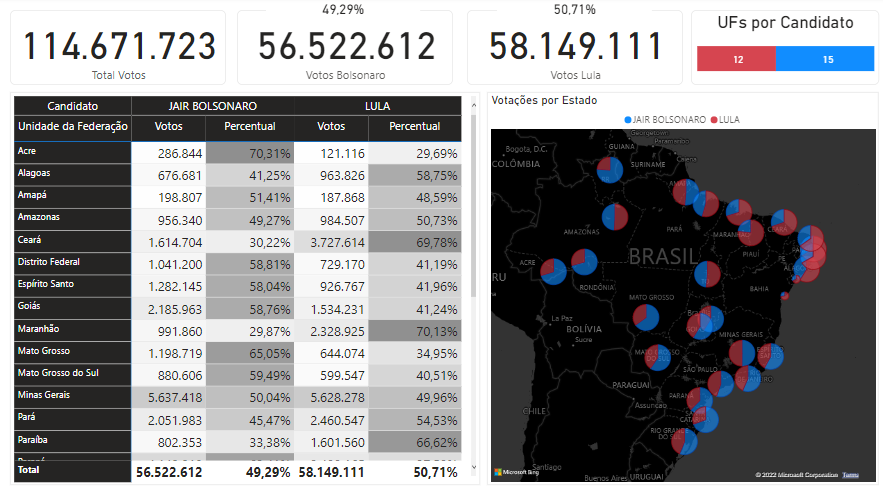 49,29%
50,71%
114.671.723
Total Votos
56.522.612
Votos Bolsonaro
58.149.111
Votos Lula
UFs por Candidato
12 15
Candidato JAIR BOLSONARO LULA
Unidade da Federação Votos Percentual Votos Percentual
Acre 286.844 70,31% 121.116 29,69%
Alagoas 676.681 41,25% 963.826 58,75%
Amapá 198.807 51,41% 187.868 48,59%
Amazonas 956.340 49,27% 984.507 50,73%
Ceará 1.614.704 30,22% 3.727.614 69,78%
Distrito Federal 1.041.200 58,81% 729.170 41,19%
Espírito Santo 1.282.145 58,04% 926.767 41,96%
Goiás 2.185.963 58,76% 1.534.231 41,24%
Maranhão 991.860 29,87% 2.328.925 70,13%
Mato Grosso 1.198.719 65,05% 644.074 34,95%
Mato Grosso do Sul 880.606 59,49% 599.547 40,51%
Minas Gerais 5.637.418 50,04% 5.628.278 49,96%
Pará 2.051.983 45,47% 2.460.547 54,53%
Paraíba 802.353 33,38% 1.601.560 66,62%
Total 56.522.612 49,29% 58.149.111 50,71%
Votações por Estado
JAIR BOLSONARO LULA
Georgetown
Paramaribo
Bogota, D.C.
GUIANA
Caiena
COLÔMBIA
SURINAME
AMAZONAS
PARÁ
MARANHÃO
CEARÁ
BRASIL
PIAUÍ
PE
ACRE
RONDÔNIA
BAHIA
MATO GROSSO
La Paz
BOLÍVIA
Sucre
MINAS GERAIS
MATO GROSSO
DO SUL
SÃO PAULO
PARAGUAI
PARANÁ
Assuncao
CHILE
RIO GRANDE
DO SUL
Santiago
Buenos Aires
URUGUAI
Microsoft Bing
© 2022 Microsoft Corporation Terms